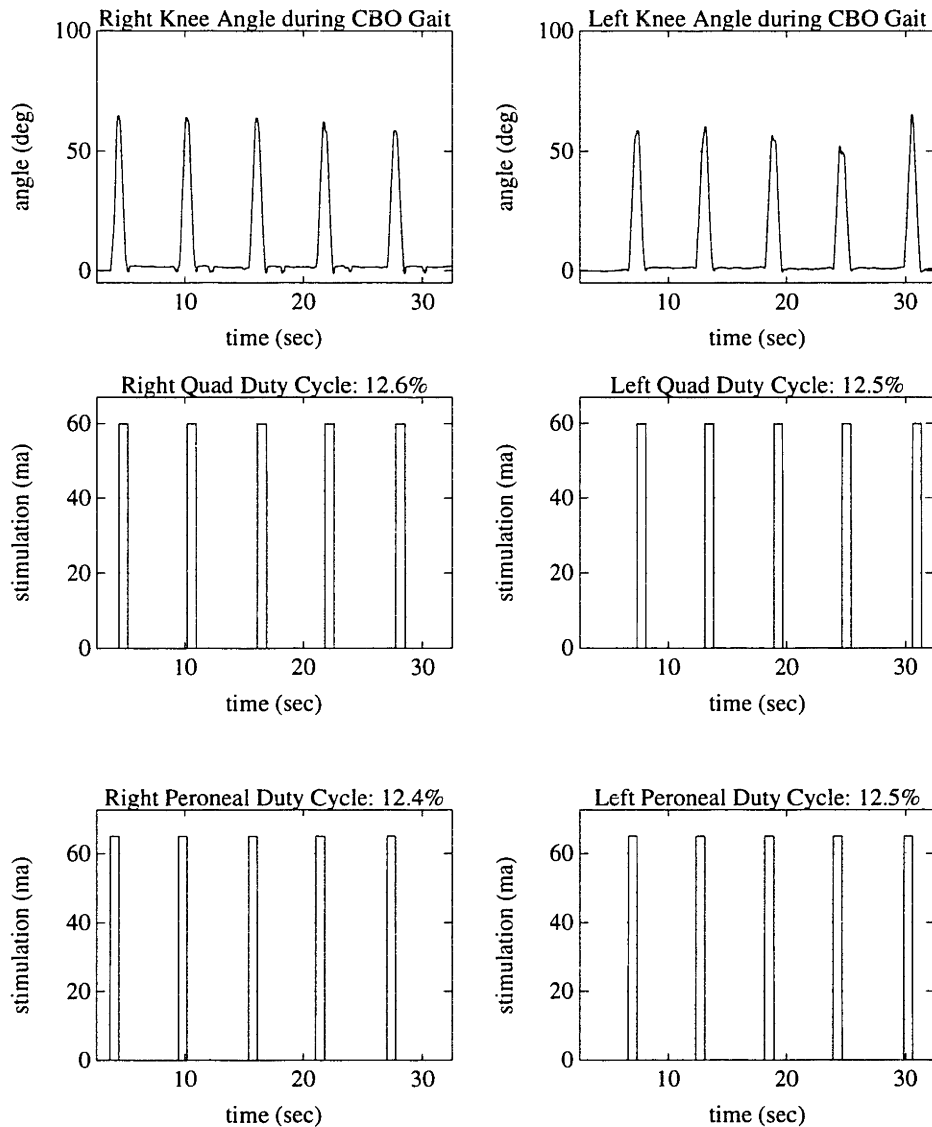 Right Knee Angle during CBO Gait
100
50
0
angle (deg)
10 20 30
time (sec)
Left Knee Angle during CBO Gait
100
50
0
angle (deg)
10 20 30
time (sec)
Right Quad Duty Cycle: 12.6%
60
40
20
0
stimulation (ma)
10 20 30
time (sec)
Left Quad Duty Cycle: 12.5%
60
40
20
0
stimulation (ma)
10 20 30
time (sec)
Right Peroneal Duty Cycle: 12.4%
60
40
20
0
stimulation (ma)
10 20 30
time (sec)
Left Peroneal Duty Cycle: 12.5%
60
40
20
0
stimulation (ma)
10 20 30
time (sec)